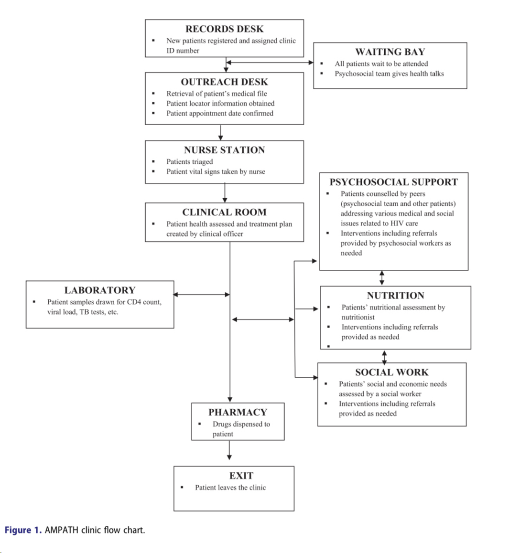 RECORDS DESK
▪ New patients registered and assigned clinic
ID number
WAITING BAY
▪ All patients wait to be attended
▪ Psychosocial team gives health talks
OUTREACH DESK
▪ Retrieval of patient's medical file
▪ Patient locator information obtained
▪ Patient appointment date confirmed
NURSE STATION
▪ Patients triaged
▪ Patient vital signs taken by nurse
PSYCHOSOCIAL SUPPORT
▪ Patients counselled by peers
(psychosocial team and other patients)
addressing various medical and social
issues related to HIV care
▪ Interventions including referrals
provided by psychosocial workers as
needed
CLINICAL ROOM
▪ Patient health assessed and treatment plan
created by clinical officer
LABORATORY
▪ Patient samples drawn for CD4 count,
viral load, TB tests, etc.
NUTRITION
▪ Patients' nutritional assessment by
nutritionist
▪ Interventions including referrals
provided as needed
▪
SOCIAL WORK
▪ Patients' social and economic needs
assessed by a social worker
▪ Interventions including referrals
provided as needed
PHARMACY
▪ Drugs dispensed to
patient
EXIT
▪ Patient leaves the clinic
Figure 1. AMPATH clinic flow chart.